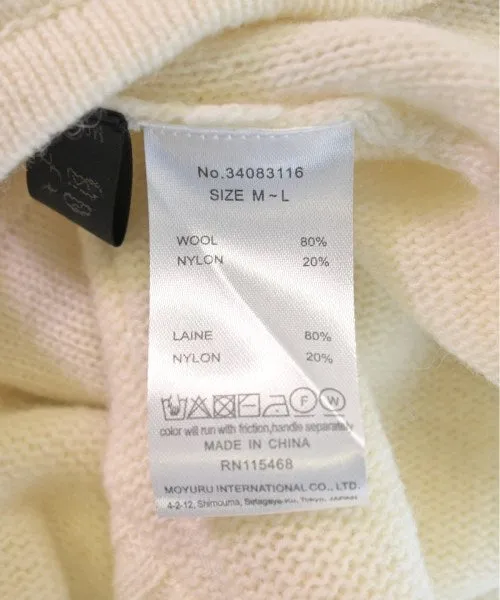 No.34083116
SIZE M ~ L
WOOL 80%
NYLON 20%
LAINE 80%
NYLON 20%
F W
color will run with friction,handle separately
MADE IN CHINA
RN115468
MOYURU INTERNATIONAL CO., LTD.
4-2-12, Shimouma, Setagaya-Ku, Tokyo,